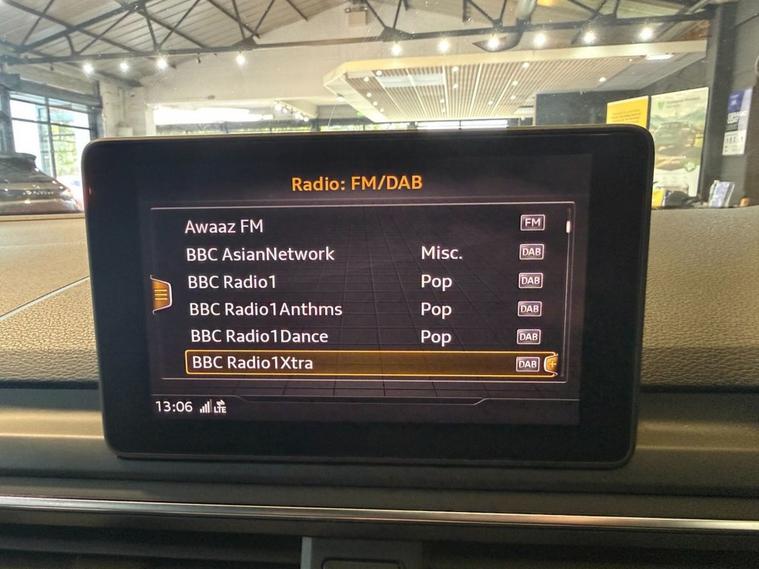 Radio: FM/DAB
Awaaz FM FM
BBC AsianNetwork Misc. DAB
BBC Radio1 Pop DAB
BBC Radio1Anthms Pop DAB
BBC Radio1Dance Pop DAB
BBC Radio1Xtra DAB
13:06 LTE